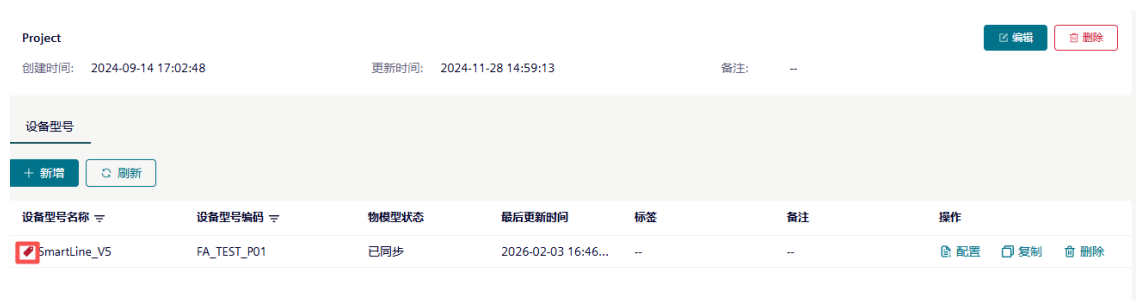 Project
编辑 删除
创建时间: 2024-09-14 17:02:48 更新时间: 2024-11-28 14:59:13 备注: --
设备型号
+ 新增 刷新
设备型号名称 设备型号编码 物模型状态 最后更新时间 标签 备注 操作
SmartLine_V5 FA_TEST_P01 已同步 2026-02-03 16:46... -- -- 配置 复制 删除